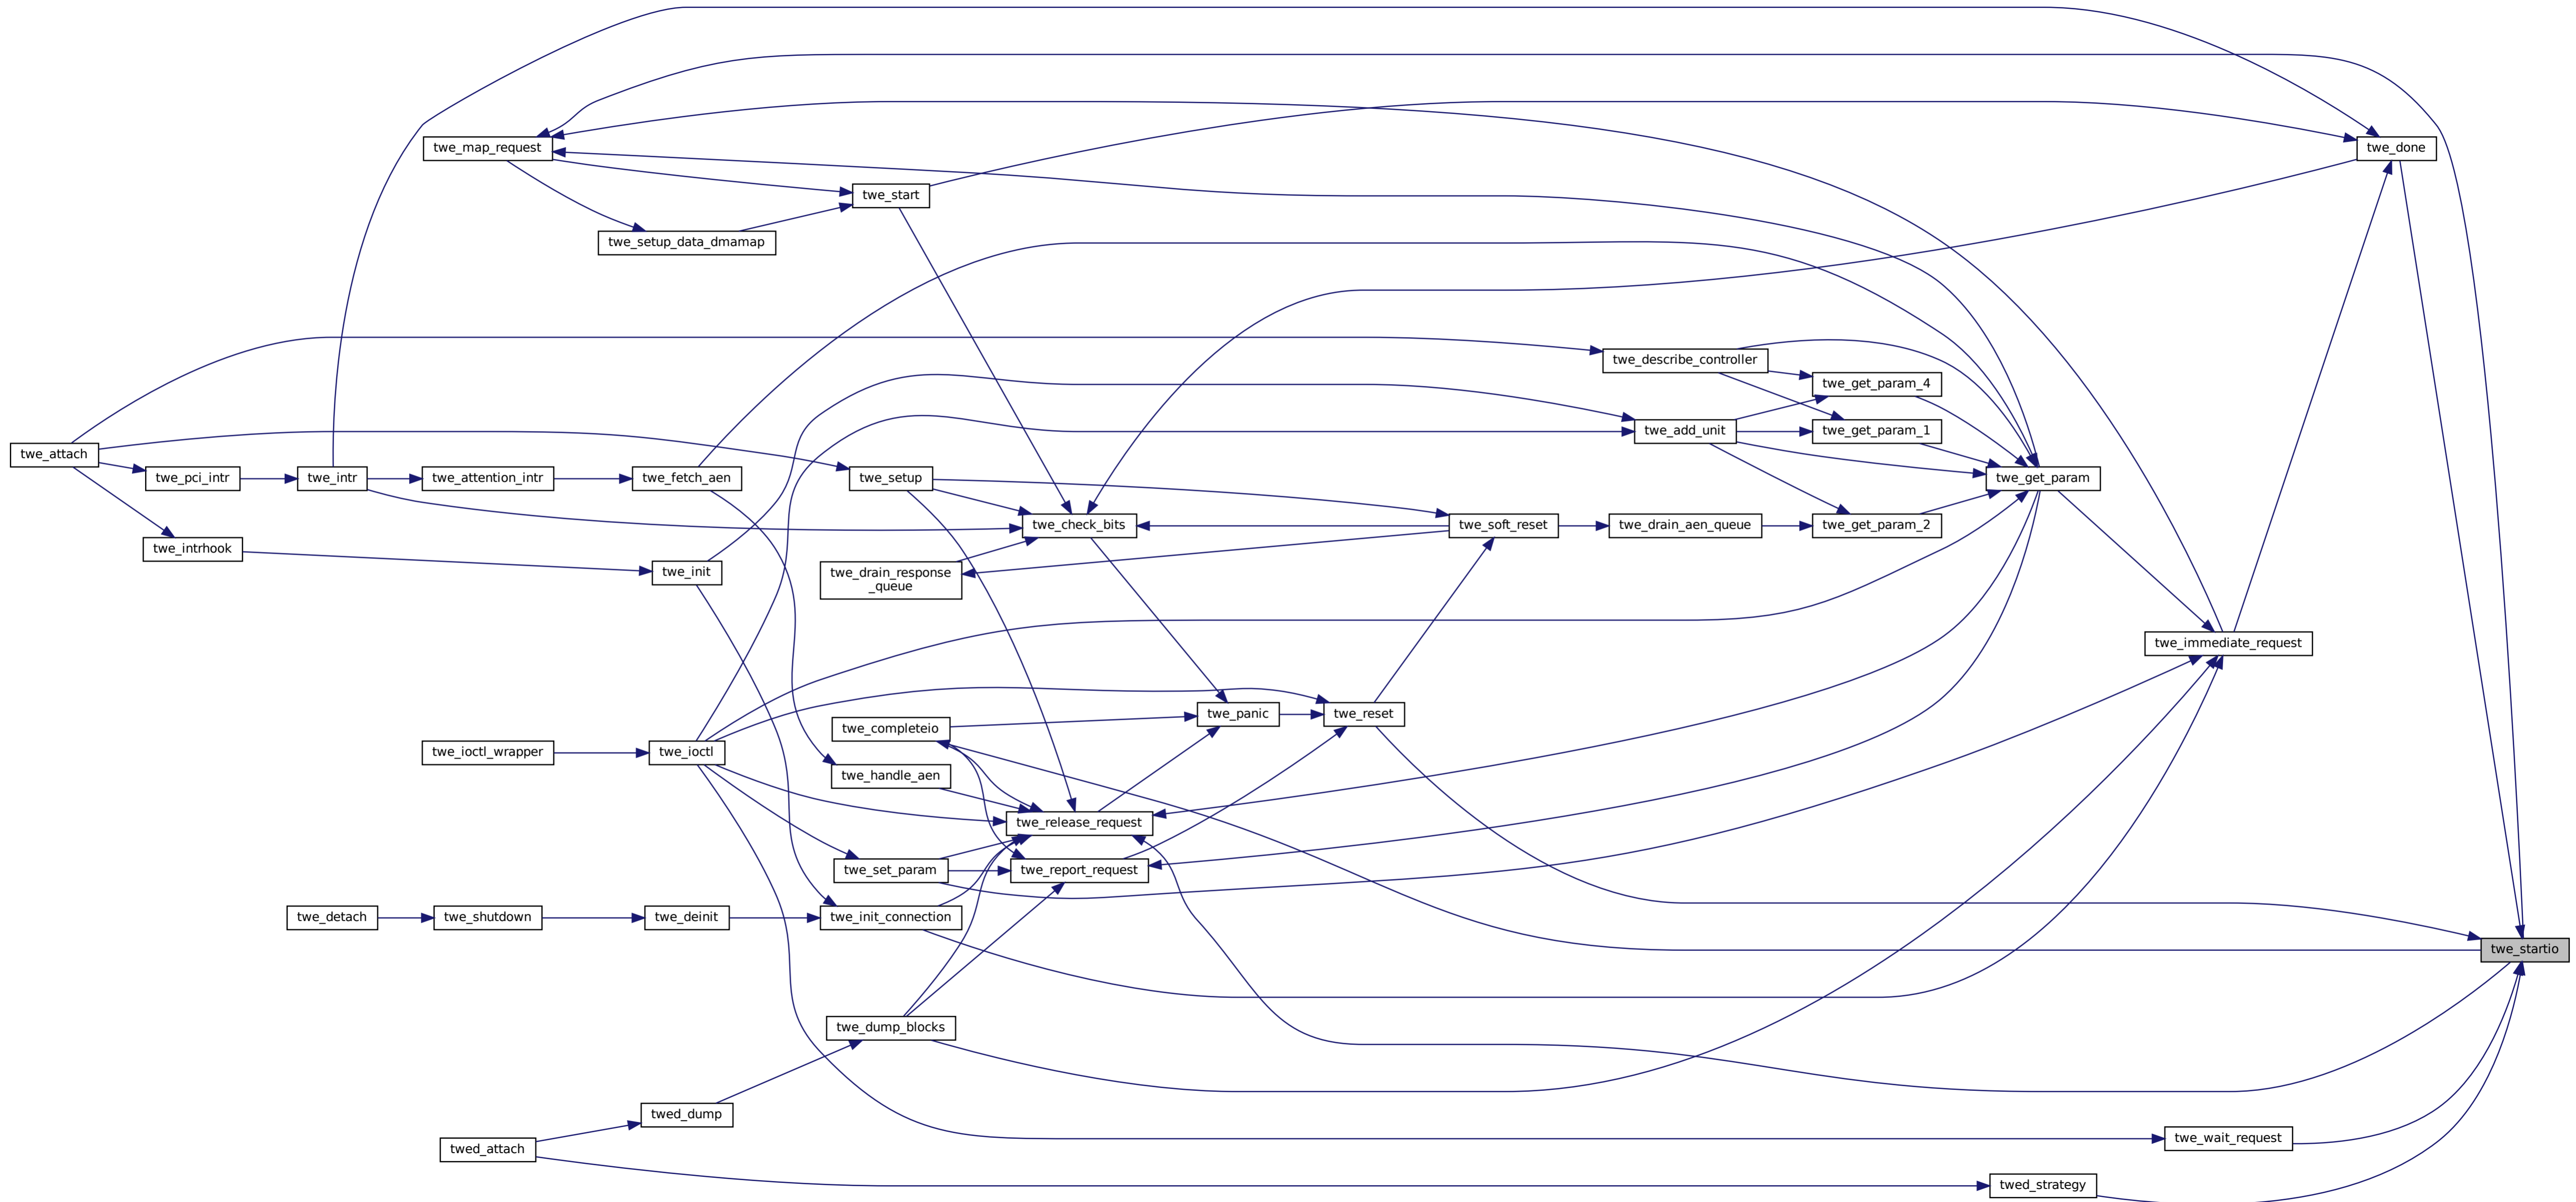 twe_map_request
twe_done
twe_start
twe_setup_data_dmamap
twe_describe_controller
twe_get_param_4
twe_get_param_1
twe_add_unit
twe_attach
twe_pci_intr
twe_intr
twe_attention_intr
twe_fetch_aen
twe_setup
twe_get_param
twe_check_bits
twe_soft_reset
twe_drain_aen_queue
twe_get_param_2
twe_intrhook
twe_init
twe_drain_response
_queue
twe_immediate_request
twe_panic
twe_reset
twe_completeio
twe_ioctl_wrapper
twe_ioctl
twe_handle_aen
twe_release_request
twe_set_param
twe_report_request
twe_detach
twe_shutdown
twe_deinit
twe_init_connection
twe_startio
twe_dump_blocks
twed_dump
twed_attach
twe_wait_request
twed_strategy